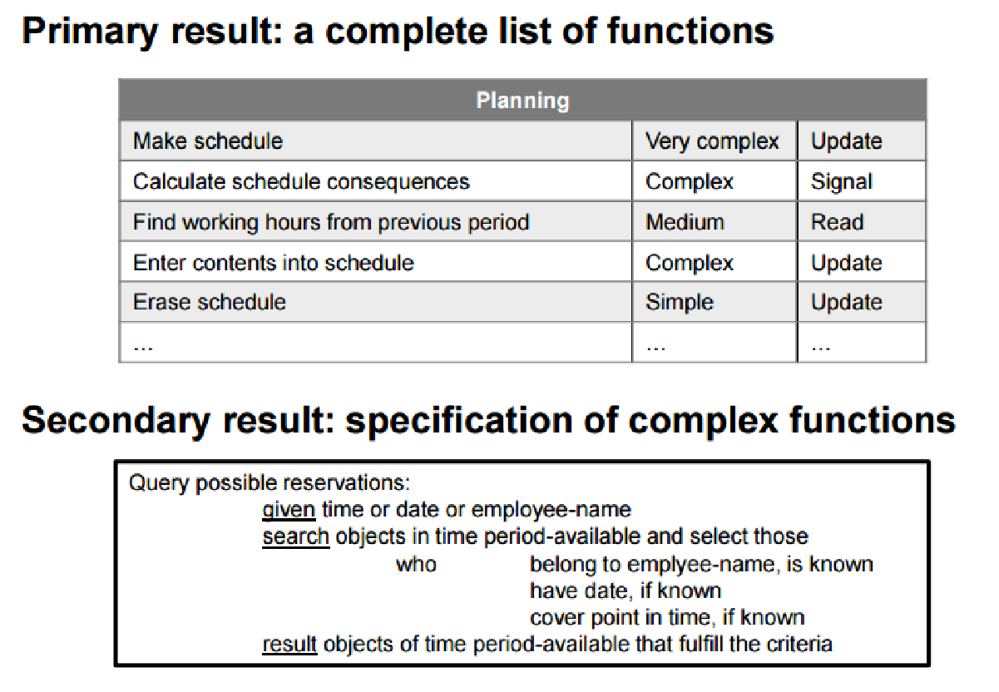 Primary result: a complete list of functions
Planning
Make schedule Very complex Update
Calculate schedule consequences Complex Signal
Find working hours from previous period Medium Read
Enter contents into schedule Complex Update
Erase schedule Simple Update
... ... ...
Secondary result: specification of complex functions
Query possible reservations:
given time or date or employee-name
search objects in time period-available and select those
who belong to emplyee-name, is known
have date, if known
cover point in time, if known
result objects of time period-available that fulfill the criteria